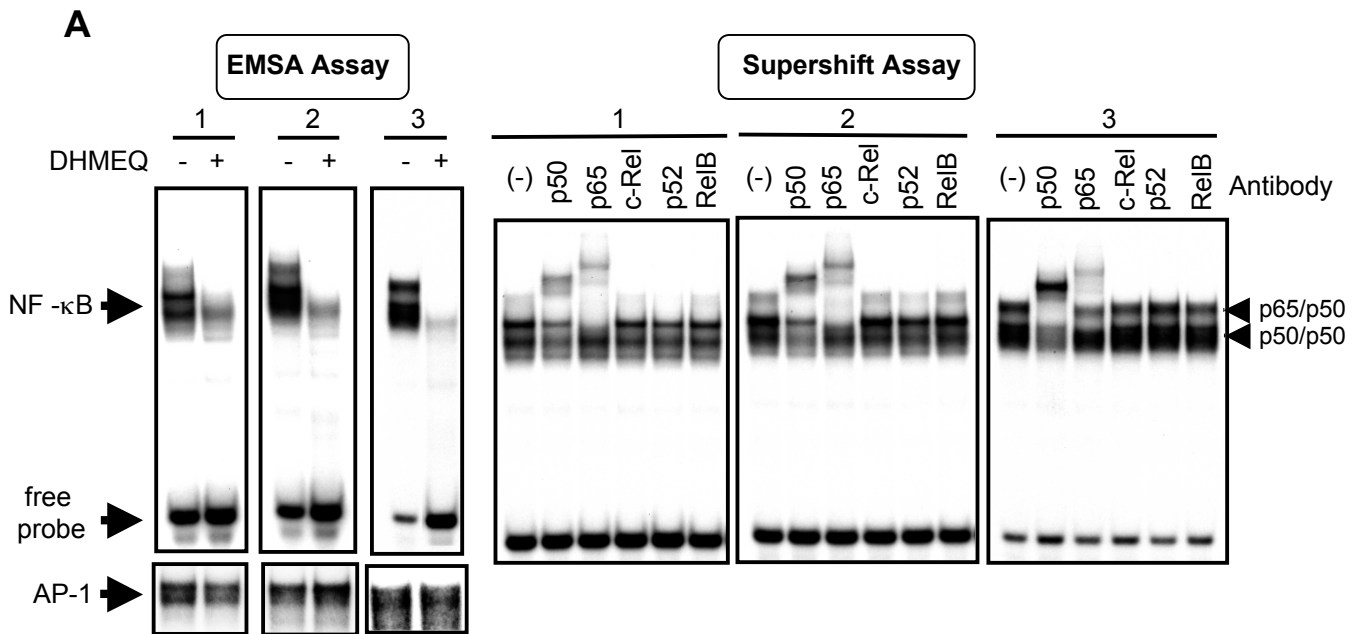 A
EMSA Assay
Supershift Assay
1 2 3 1 2 3
DHMEQ - + - + - +
(-) p50 p65 c-Rel p52 RelB (-) p50 p65 c-Rel p52 RelB (-) p50 p65 c-Rel p52 RelB Antibody
NF -κB
p65/p50
p50/p50
free
probe
AP-1